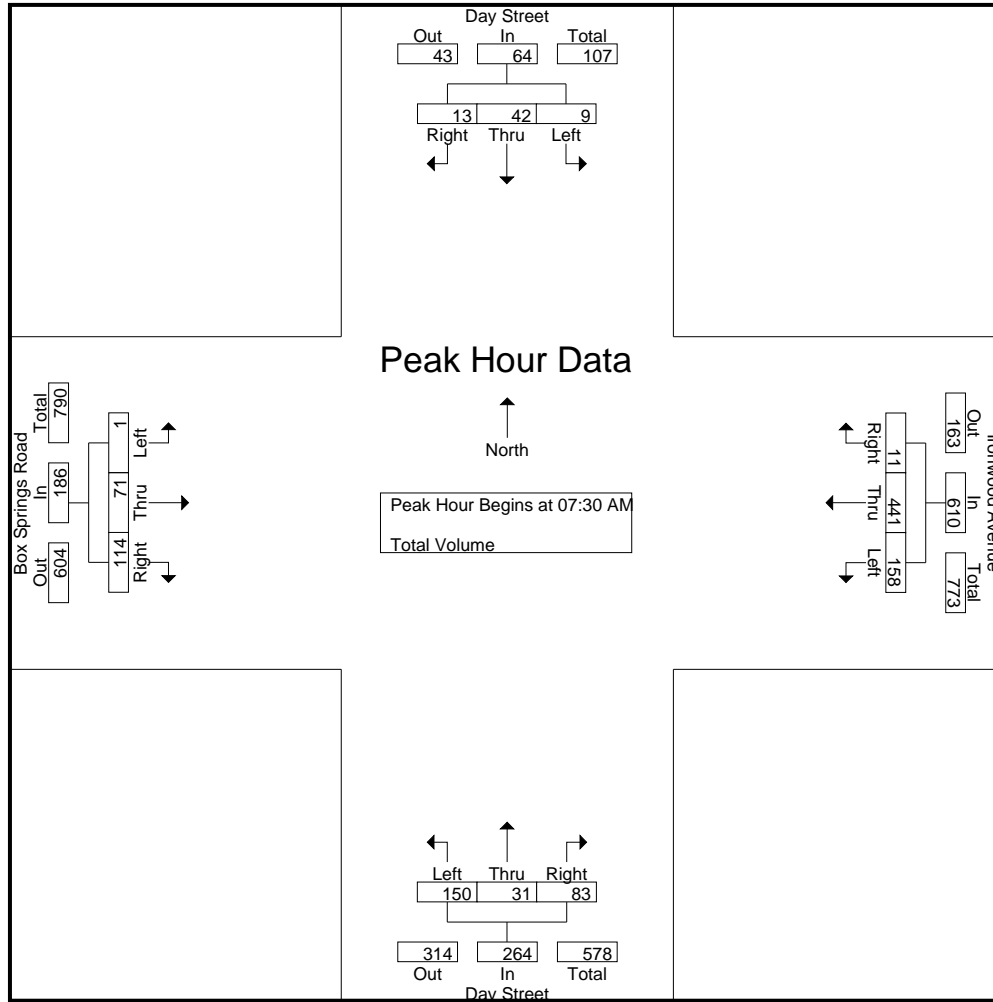 Day Street
Out In Total
43 64 107
13 42 9
Right Thru Left
Peak Hour Data
North
Peak Hour Begins at 07:30 AM
Total Volume
Box Springs Road
Out In Total
604 186 790
1 71 114
Left Thru Right
Ironwood Avenue
Out In Total
163 610 773
11 441 158
Right Thru Left
Left Thru Right
150 31 83
314 264 578
Out In Total
Day Street